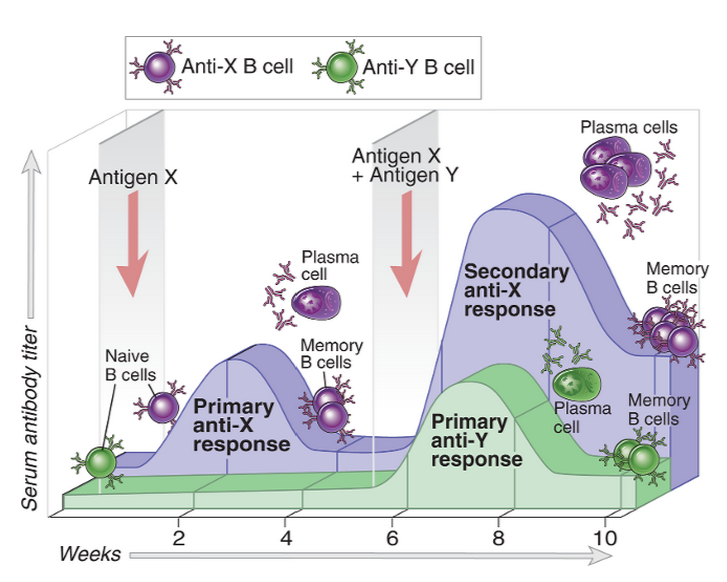 Anti-X B cell
Anti-Y B cell
Plasma cells
Antigen X
Antigen X
+ Antigen Y
Plasma
cell
Secondary
anti-X
response
Memory
B cells
Naive
B cells
Memory
B cells
Primary
anti-X
response
Primary
anti-Y
response
Plasma
cell
Memory
B cells
Serum antibody titer
2
4
6
8
10
Weeks